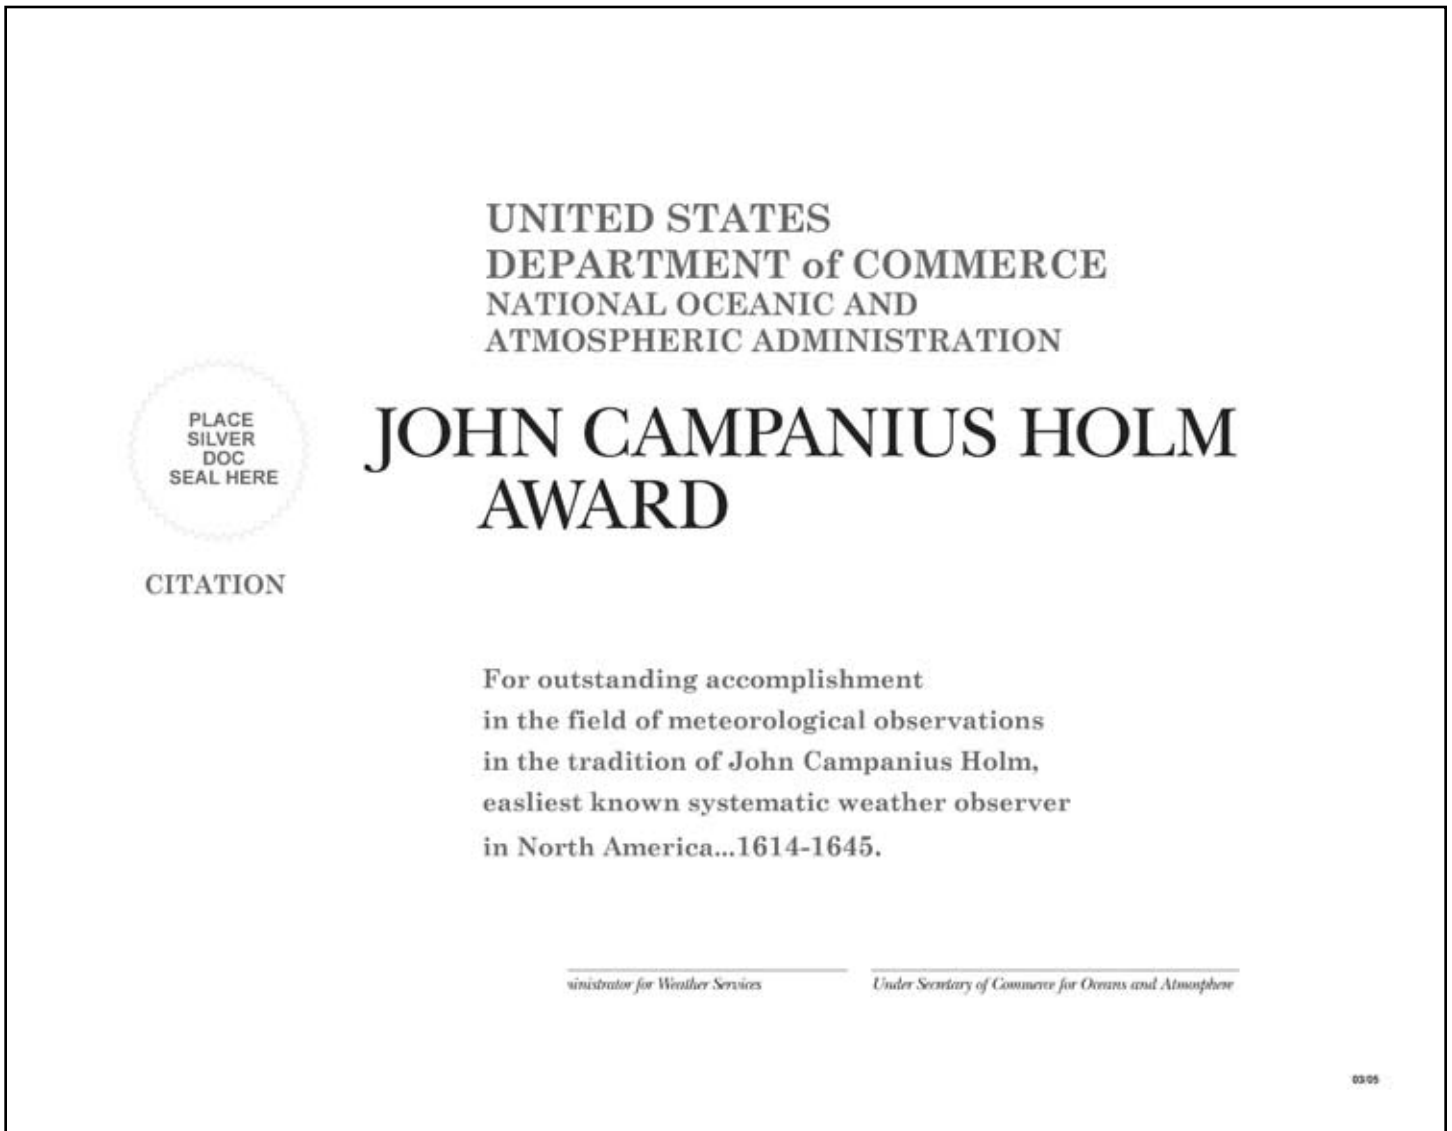 UNITED STATES
DEPARTMENT of COMMERCE
NATIONAL OCEANIC AND
ATMOSPHERIC ADMINISTRATION
PLACE
SILVER
DOC
SEAL HERE
JOHN CAMPANIUS HOLM
AWARD
CITATION
For outstanding accomplishment
in the field of meteorological observations
in the tradition of John Campanius Holm,
easliest known systematic weather observer
in North America...1614-1645.
ministrator for Weather Services
Under Secretary of Commerce for Oceans and Atmosphere
03/05